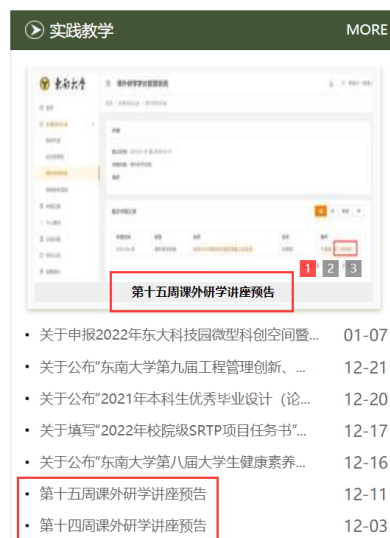 实践教学
MORE
東南大學
课外研学学分管理系统
1 2 3
第十五周课外研学讲座预告
关于申报2022年东大科技园微型科创空间暨... 01-07
关于公布“东南大学第九届工程管理创新、... 12-21
关于公布“2021年本科生优秀毕业设计（论... 12-20
关于填写“2022年校院级SRTP项目任务书”... 12-17
关于公布“东南大学第八届大学生健康素养... 12-16
第十五周课外研学讲座预告 12-11
第十四周课外研学讲座预告 12-03